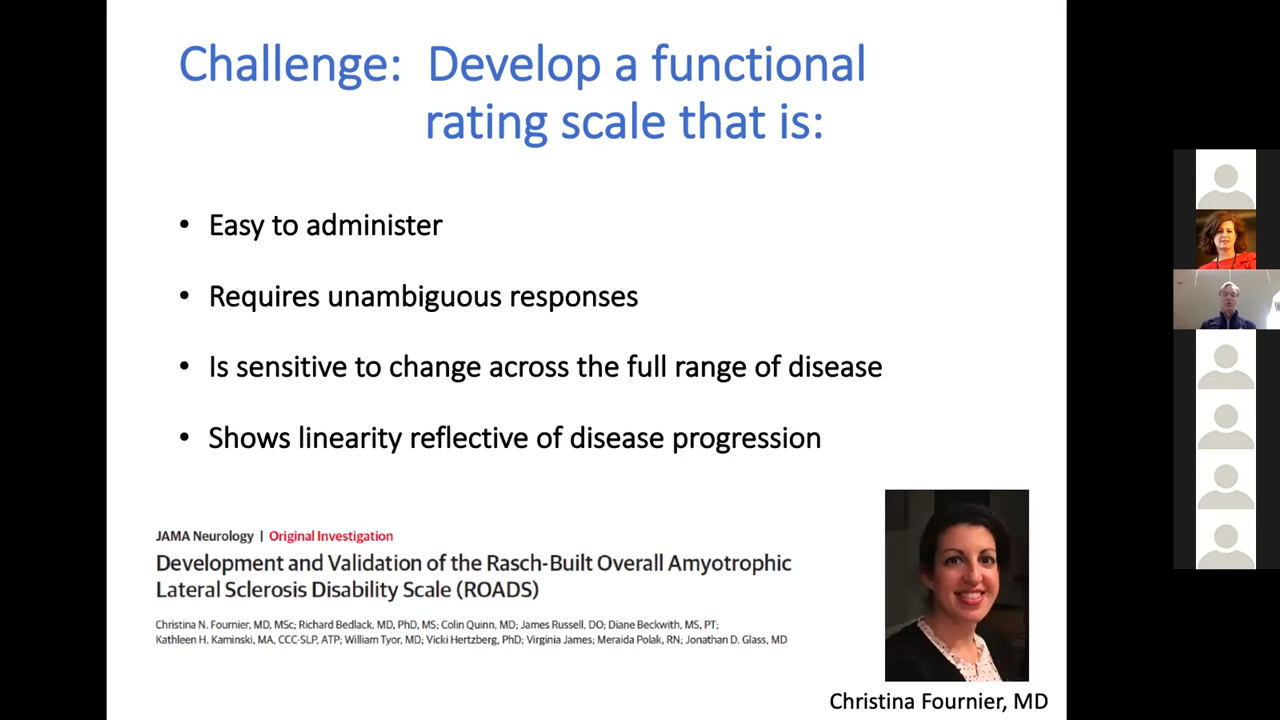 Challenge: Develop a functional
rating scale that is:
• Easy to administer
• Requires unambiguous responses
• Is sensitive to change across the full range of disease
• Shows linearity reflective of disease progression
JAMA Neurology | Original Investigation
Development and Validation of the Rasch-Built Overall Amyotrophic
Lateral Sclerosis Disability Scale (ROADS)
Christina N. Fournier, MD, MSc; Richard Bedlack, MD, PhD, MS; Colin Quinn, MD; James Russell, DO; Diane Beckwith, MS, PT;
Kathleen H. Kaminski, MA, CCC-SLP, ATP; William Tyor, MD; Vicki Hertzberg, PhD; Virginia James; Meraida Polak, RN; Jonathan D. Glass, MD
Christina Fournier, MD